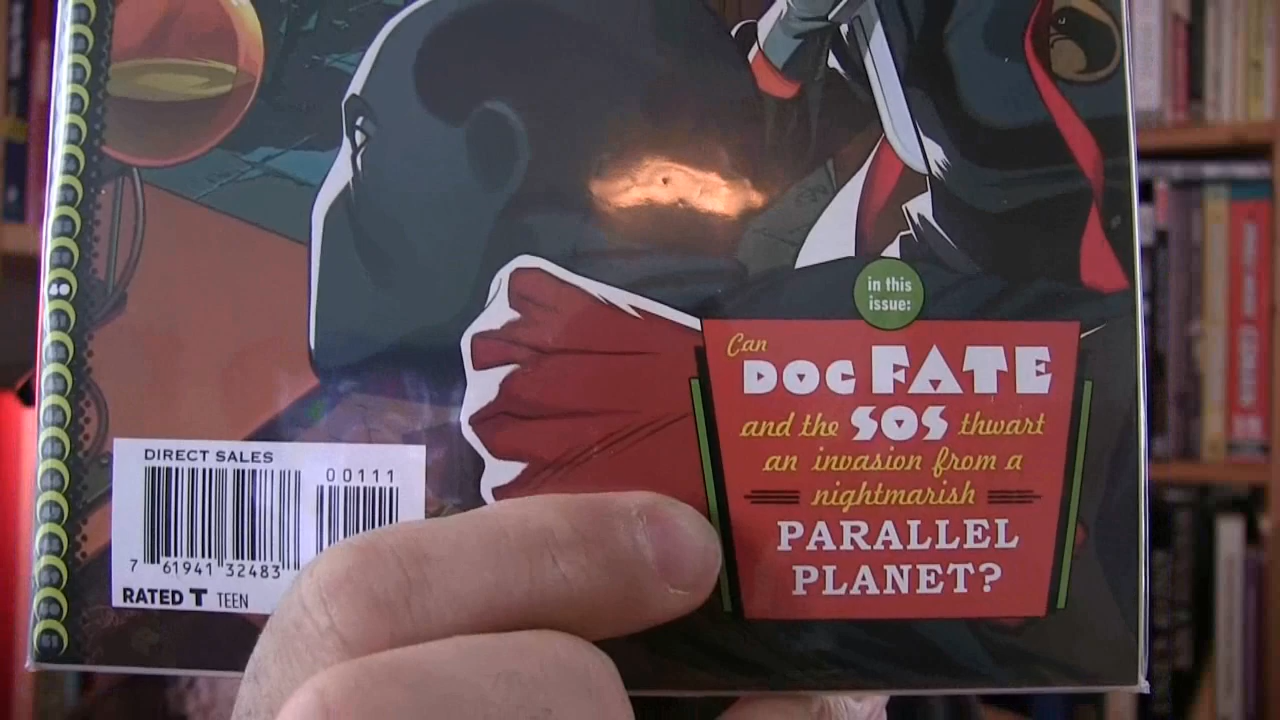 in this
issue:
Can
DOC FATE
and the SOS thwart
an invasion from a
nightmarish
PARALLEL
PLANET?
DIRECT SALES
00111
7 61941 32483
RATED T TEEN